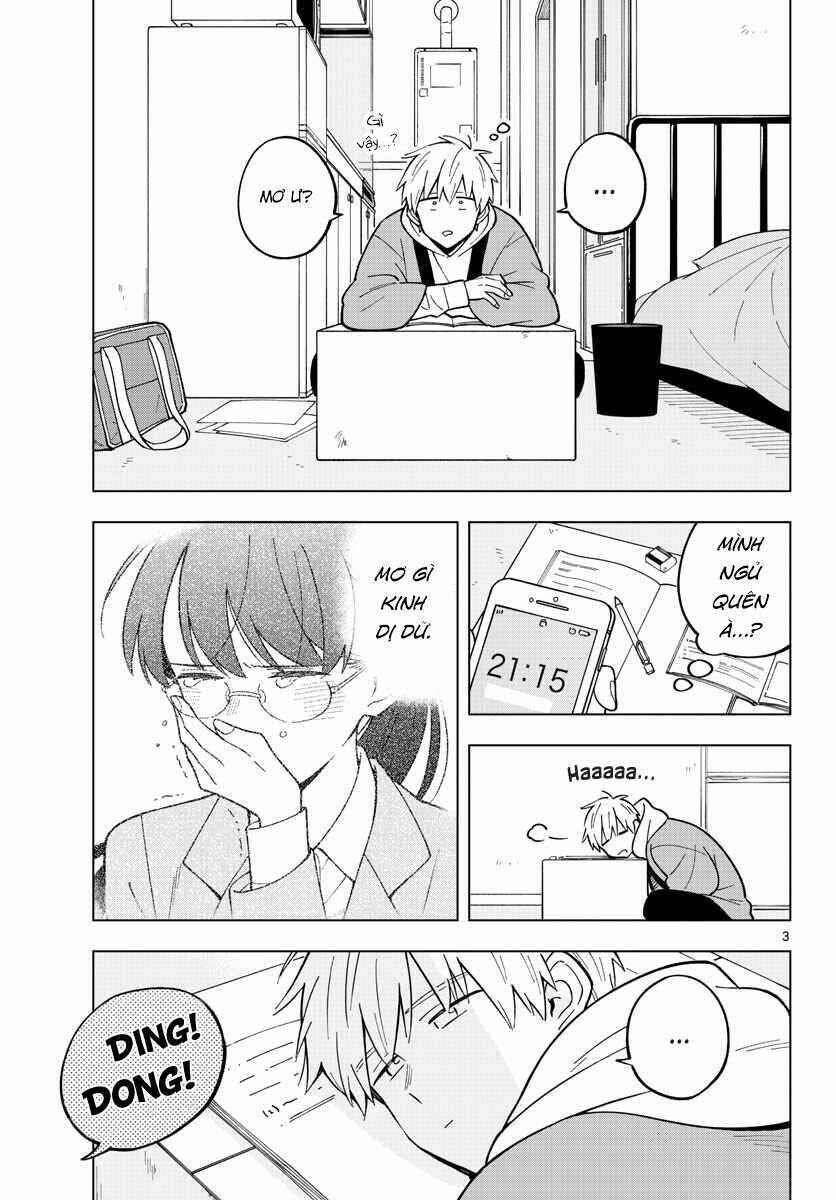 ...
Gì
vậy...?
MƠ Ư?
MÌNH
NGỦ
QUÊN
À...?
21:15
MƠ GÌ
KINH
DỊ DỮ.
Haaaaa...
3
...
DING!
DONG!